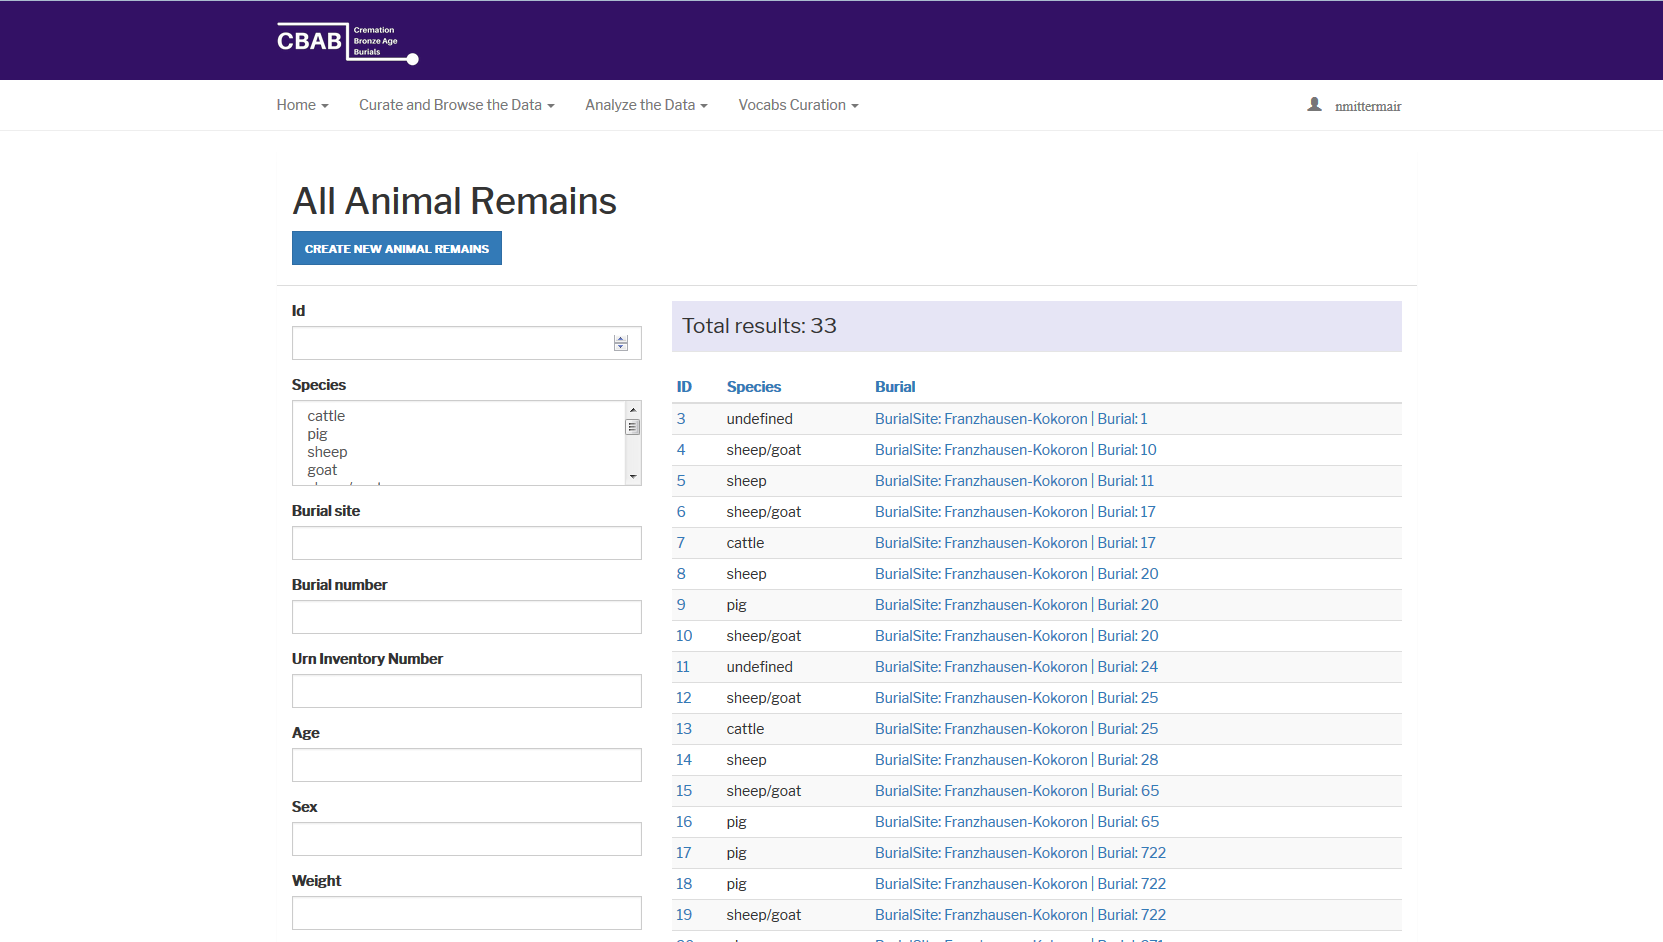 CBAB
Cremation
Bronze Age
Burials
Home Curate and Browse the Data Analyze the Data Vocabs Curation nmittermair
All Animal Remains
CREATE NEW ANIMAL REMAINS
Id
Species
cattle
pig
sheep
goat
Burial site
Burial number
Urn Inventory Number
Age
Sex
Weight
Total results: 33
ID Species Burial
3 undefined BurialSite: Franzhausen-Kokoron | Burial: 1
4 sheep/goat BurialSite: Franzhausen-Kokoron | Burial: 10
5 sheep BurialSite: Franzhausen-Kokoron | Burial: 11
6 sheep/goat BurialSite: Franzhausen-Kokoron | Burial: 17
7 cattle BurialSite: Franzhausen-Kokoron | Burial: 17
8 sheep BurialSite: Franzhausen-Kokoron | Burial: 20
9 pig BurialSite: Franzhausen-Kokoron | Burial: 20
10 sheep/goat BurialSite: Franzhausen-Kokoron | Burial: 20
11 undefined BurialSite: Franzhausen-Kokoron | Burial: 24
12 sheep/goat BurialSite: Franzhausen-Kokoron | Burial: 25
13 cattle BurialSite: Franzhausen-Kokoron | Burial: 25
14 sheep BurialSite: Franzhausen-Kokoron | Burial: 28
15 sheep/goat BurialSite: Franzhausen-Kokoron | Burial: 65
16 pig BurialSite: Franzhausen-Kokoron | Burial: 65
17 pig BurialSite: Franzhausen-Kokoron | Burial: 722
18 pig BurialSite: Franzhausen-Kokoron | Burial: 722
19 sheep/goat BurialSite: Franzhausen-Kokoron | Burial: 722